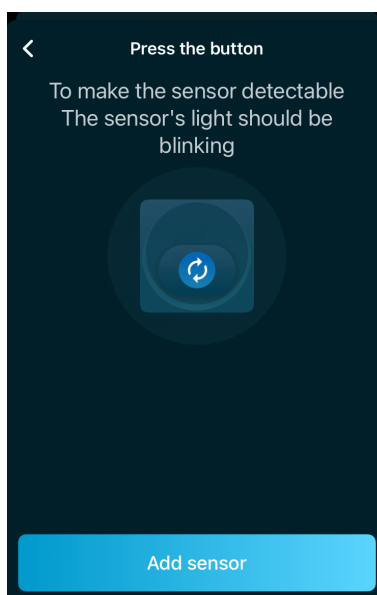 Press the button
To make the sensor detectable
The sensor's light should be
blinking
Add sensor